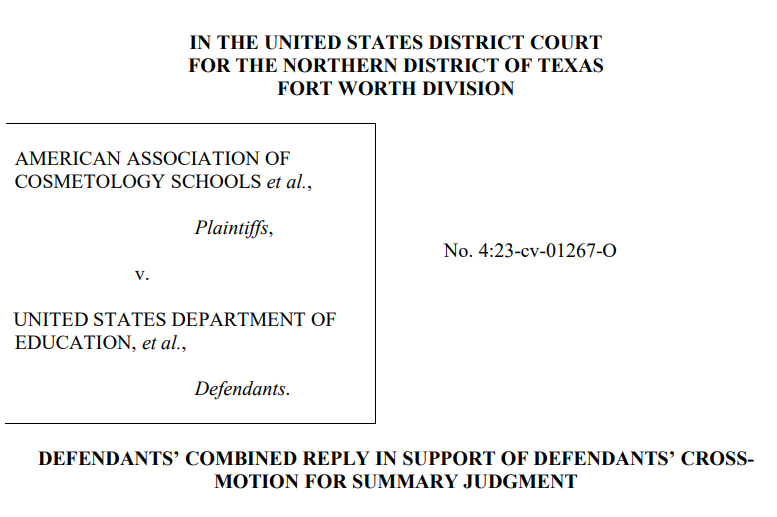 IN THE UNITED STATES DISTRICT COURT
FOR THE NORTHERN DISTRICT OF TEXAS
FORT WORTH DIVISION
AMERICAN ASSOCIATION OF
COSMETOLOGY SCHOOLS et al.,
Plaintiffs,
v.
UNITED STATES DEPARTMENT OF
EDUCATION, et al.,
Defendants.
No. 4:23-cv-01267-O
DEFENDANTS’ COMBINED REPLY IN SUPPORT OF DEFENDANTS’ CROSS-
MOTION FOR SUMMARY JUDGMENT